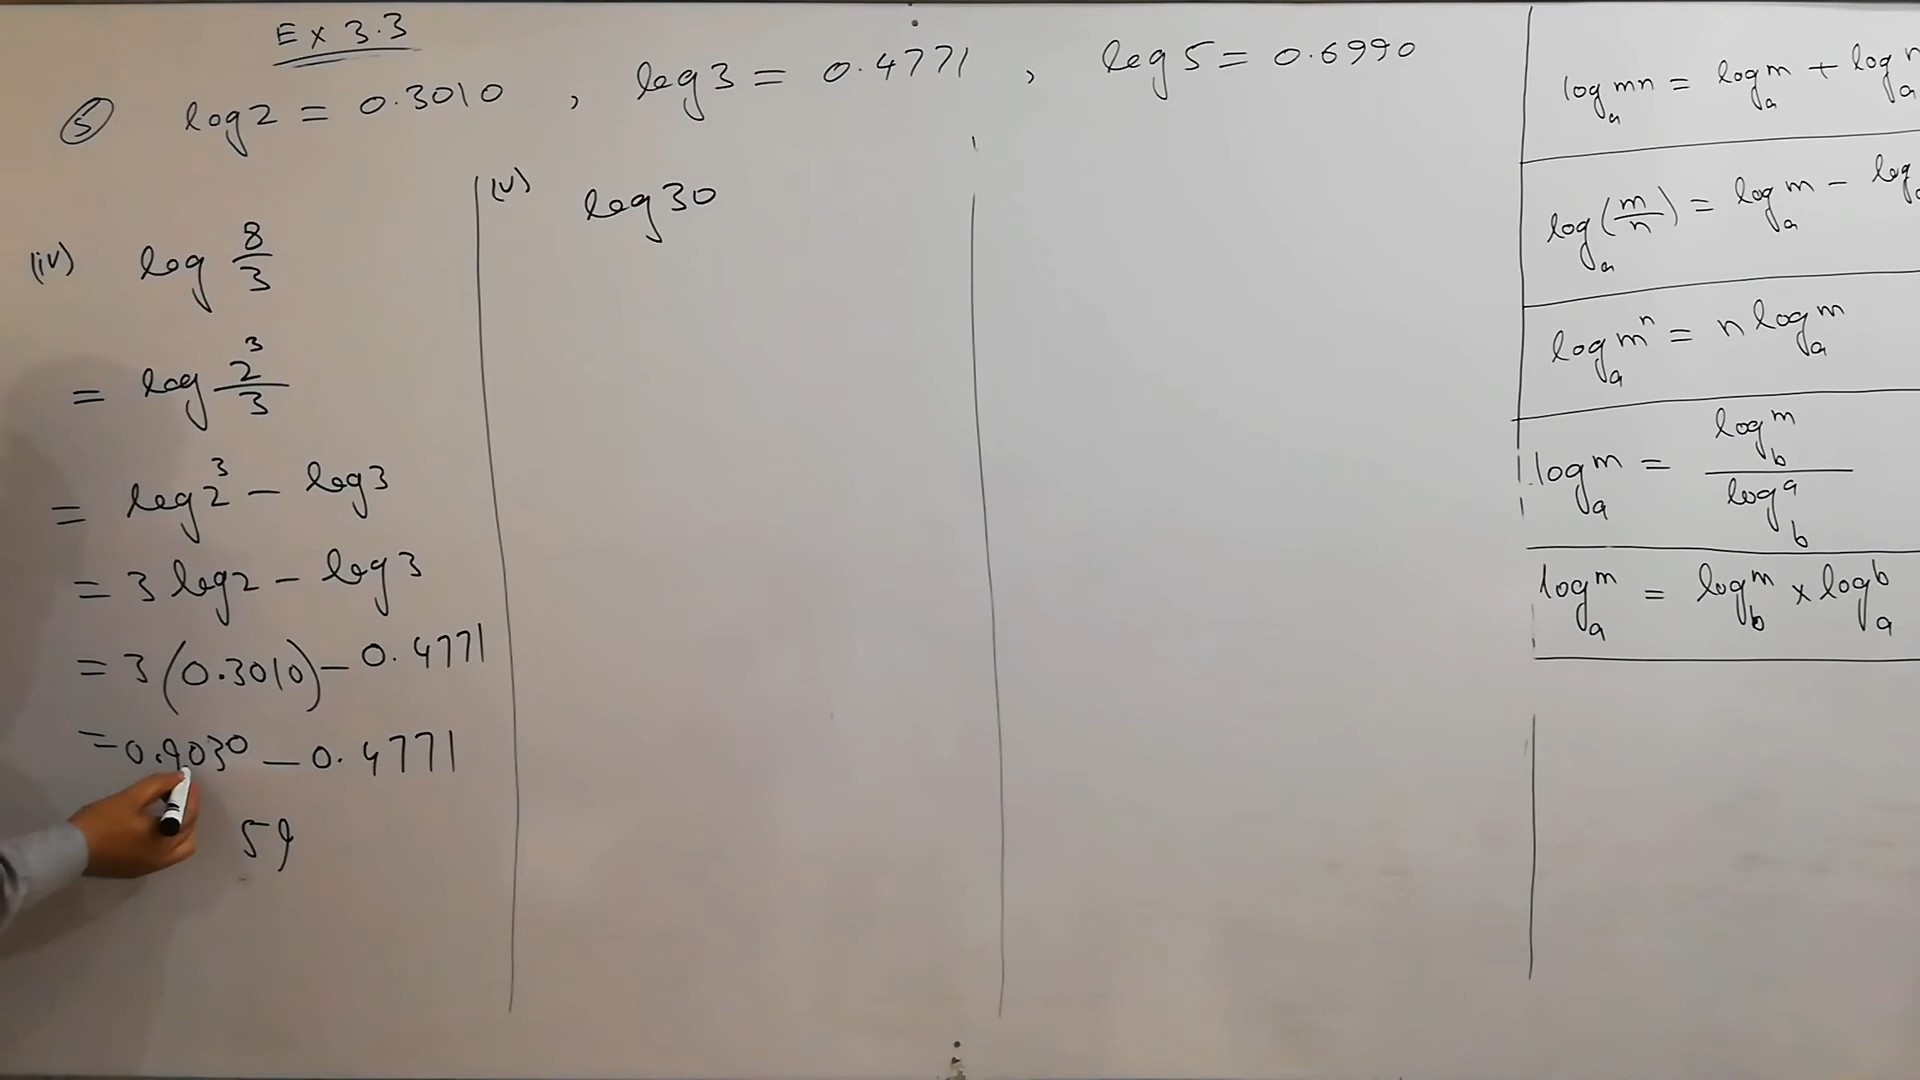 Ex 3.3
⑤ log2 = 0.3010 , log3 = 0.4771 , log5 = 0.6990
(iv) log 8/3
= log 2³/3
= log2³ – log3
= 3 log2 – log3
= 3(0.3010) – 0.4771
= 0.9030 – 0.4771
59
(v) log30
logₐ mn = logₐ m + logₐ n
logₐ (m/n) = logₐ m – log
logₐ mⁿ = n logₐ m
logₐ m = log_b m / log_b a
logₐ m = log_b m × logₐ b